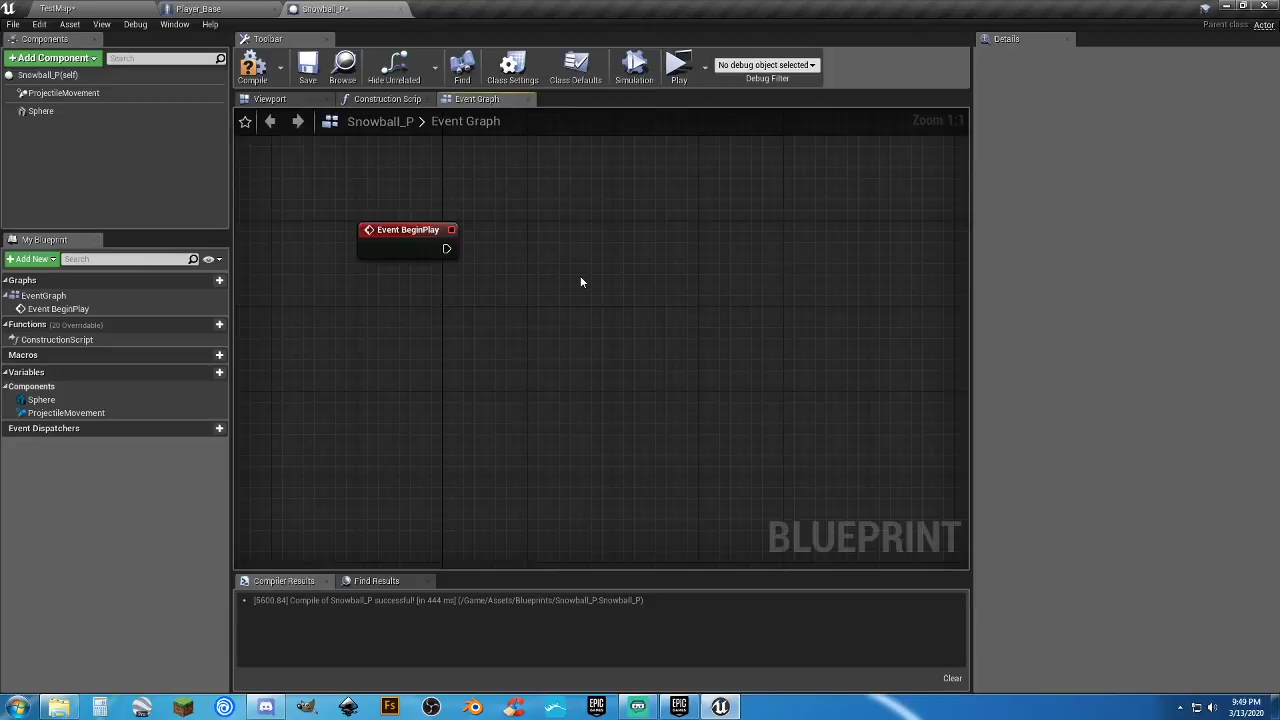 TestMap*
Player_Base
Snowball_P*
File
Edit
Asset
View
Debug
Window
Help
Parent class: Actor
Components
Toolbar
Details
+Add Component
Search
Snowball_P(self)
ProjectileMovement
Sphere
Compile
Save
Browse
Hide Unrelated
Find
Class Settings
Class Defaults
Simulation
Play
No debug object selected
Debug Filter
Viewport
Construction Scrip
Event Graph
Snowball_P > Event Graph
Zoom 1:1
Event BeginPlay
BLUEPRINT
My Blueprint
+Add New
Search
Graphs
EventGraph
Event BeginPlay
Functions (20 Overridable)
ConstructionScript
Macros
Variables
Components
Sphere
ProjectileMovement
Event Dispatchers
Compiler Results
Find Results
[5600.84] Compile of Snowball_P successful! [in 444 ms] (/Game/Assets/Blueprints/Snowball_P.Snowball_P)
Clear
Fs
EPIC GAMES
EPIC GAMES
9:49 PM
3/13/2020